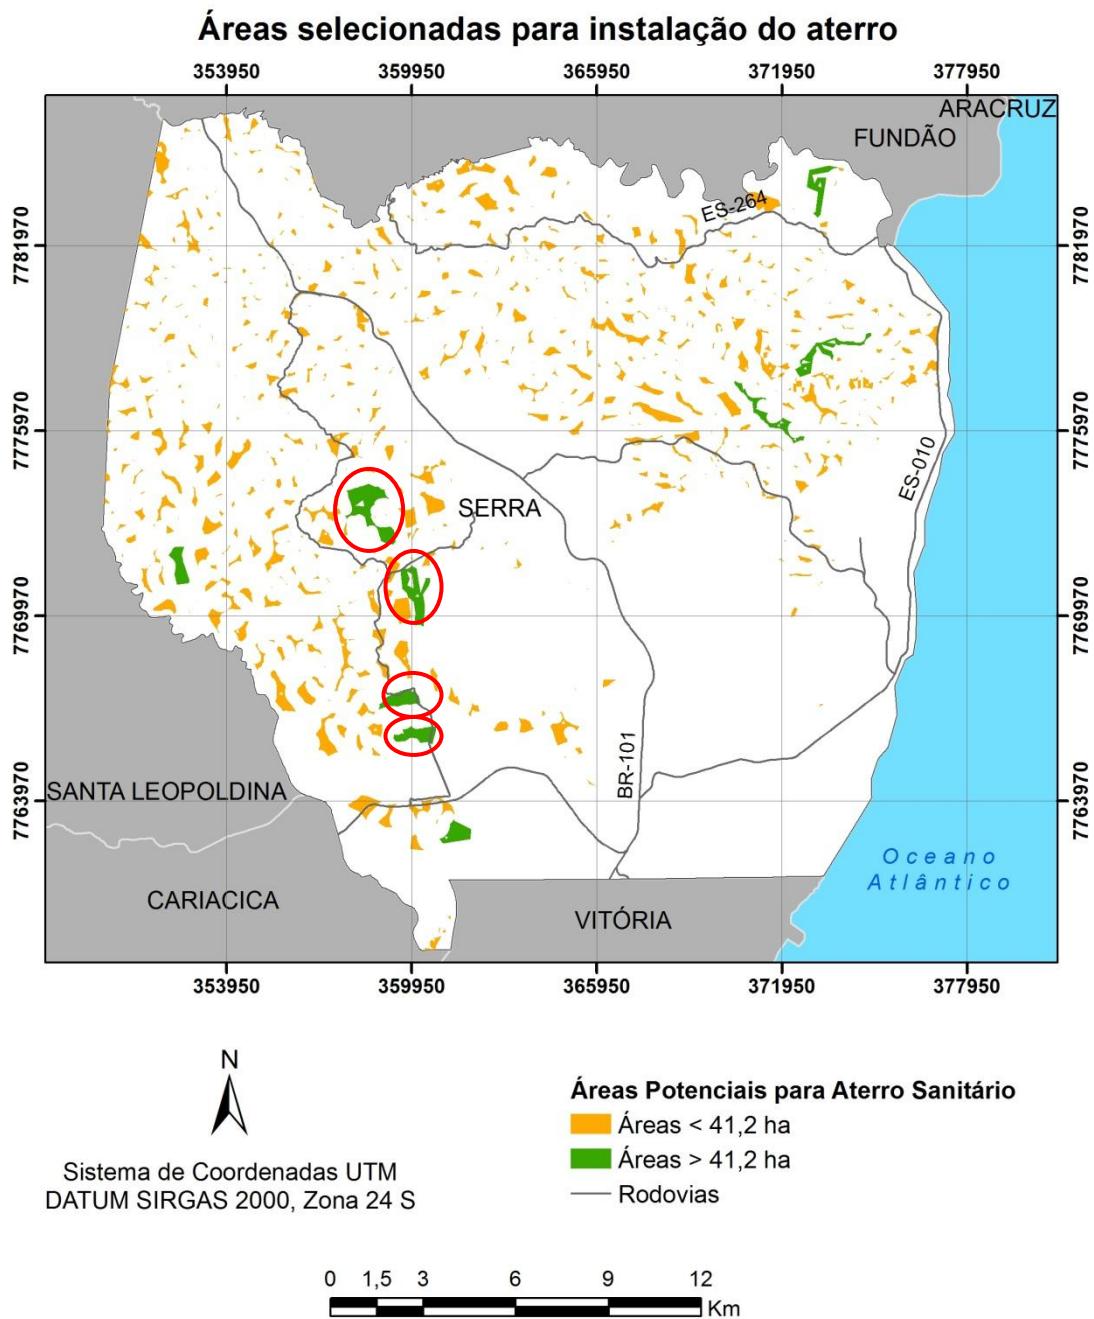 Áreas selecionadas para instalação do aterro
353950 359950 365950 371950 377950
ARACRUZ
FUNDÃO
ES-264
7781970 7781970
7775970 7775970
ES-010
SERRA
7769970 7769970
BR-101
SANTA LEOPOLDINA
7763970 7763970
Oceano
Atlântico
CARIACICA
VITÓRIA
353950 359950 365950 371950 377950
N
Sistema de Coordenadas UTM
DATUM SIRGAS 2000, Zona 24 S
Áreas Potenciais para Aterro Sanitário
Áreas < 41,2 ha
Áreas > 41,2 ha
Rodovias
0 1,5 3 6 9 12
Km